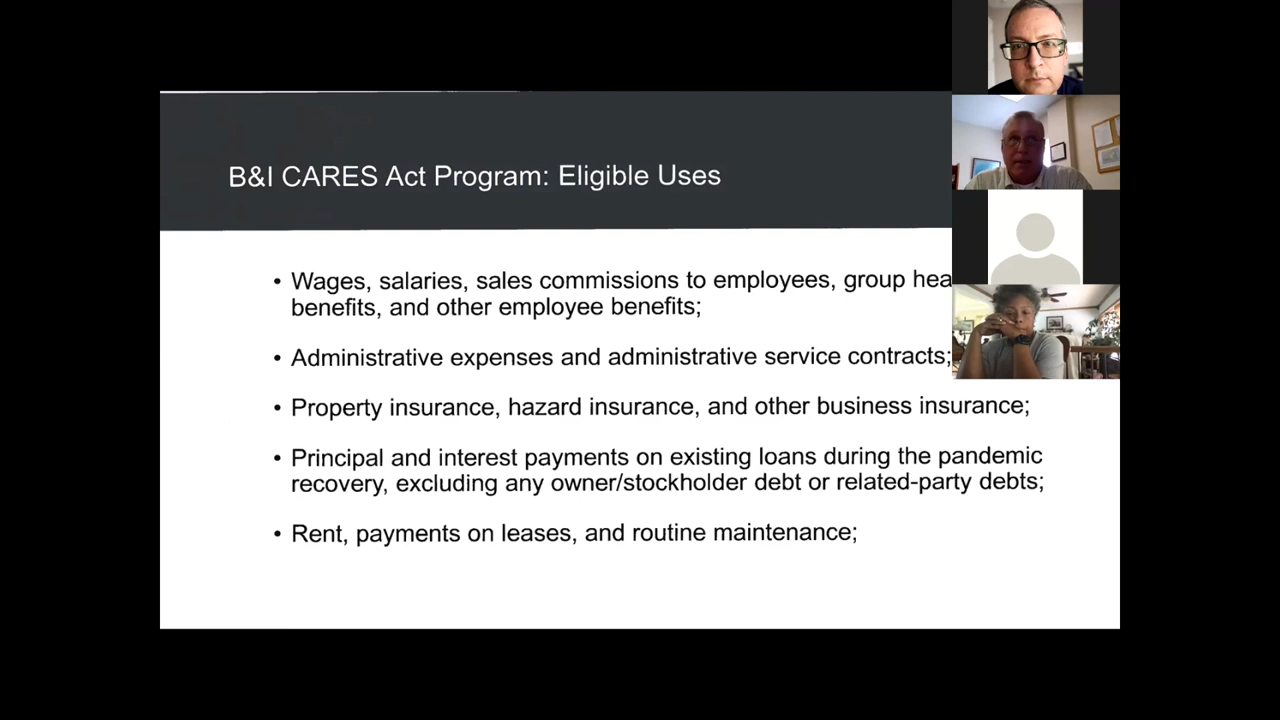 B&I CARES Act Program: Eligible Uses
• Wages, salaries, sales commissions to employees, group
benefits, and other employee benefits;
• Administrative expenses and administrative service contracts;
• Property insurance, hazard insurance, and other business insurance;
• Principal and interest payments on existing loans during the pandemic
recovery, excluding any owner/stockholder debt or related-party debts;
• Rent, payments on leases, and routine maintenance;